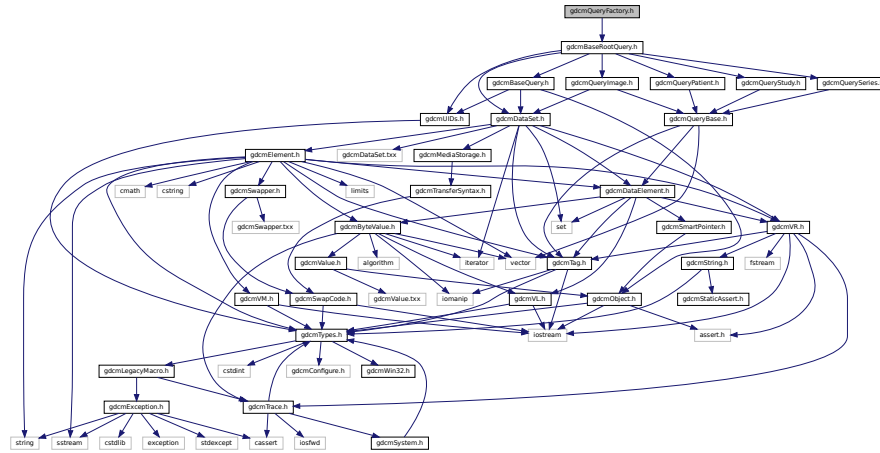 gdcmQueryFactory.h
gdcmBaseRootQuery.h
gdcmBaseQuery.h gdcmQueryImage.h gdcmQueryPatient.h gdcmQueryStudy.h gdcmQuerySeries.
gdcmUIDs.h gdcmDataSet.h gdcmQueryBase.h
gdcmElement.h gdcmDataSet.txx gdcmMediaStorage.h
cmath cstring gdcmSwapper.h limits gdcmTransferSyntax.h gdcmDataElement.h
gdcmSwapper.txx gdcmByteValue.h set gdcmSmartPointer.h gdcmVR.h
gdcmValue.h algorithm iterator vector gdcmTag.h gdcmString.h fstream
gdcmVM.h gdcmSwapCode.h gdcmValue.txx iomanip gdcmVL.h gdcmObject.h gdcmStaticAssert.h
gdcmTypes.h iostream assert.h
gdcmLegacyMacro.h cstdint gdcmConfigure.h gdcmWin32.h
gdcmException.h gdcmTrace.h
string sstream cstdlib exception stdexcept cassert iosfwd gdcmSystem.h